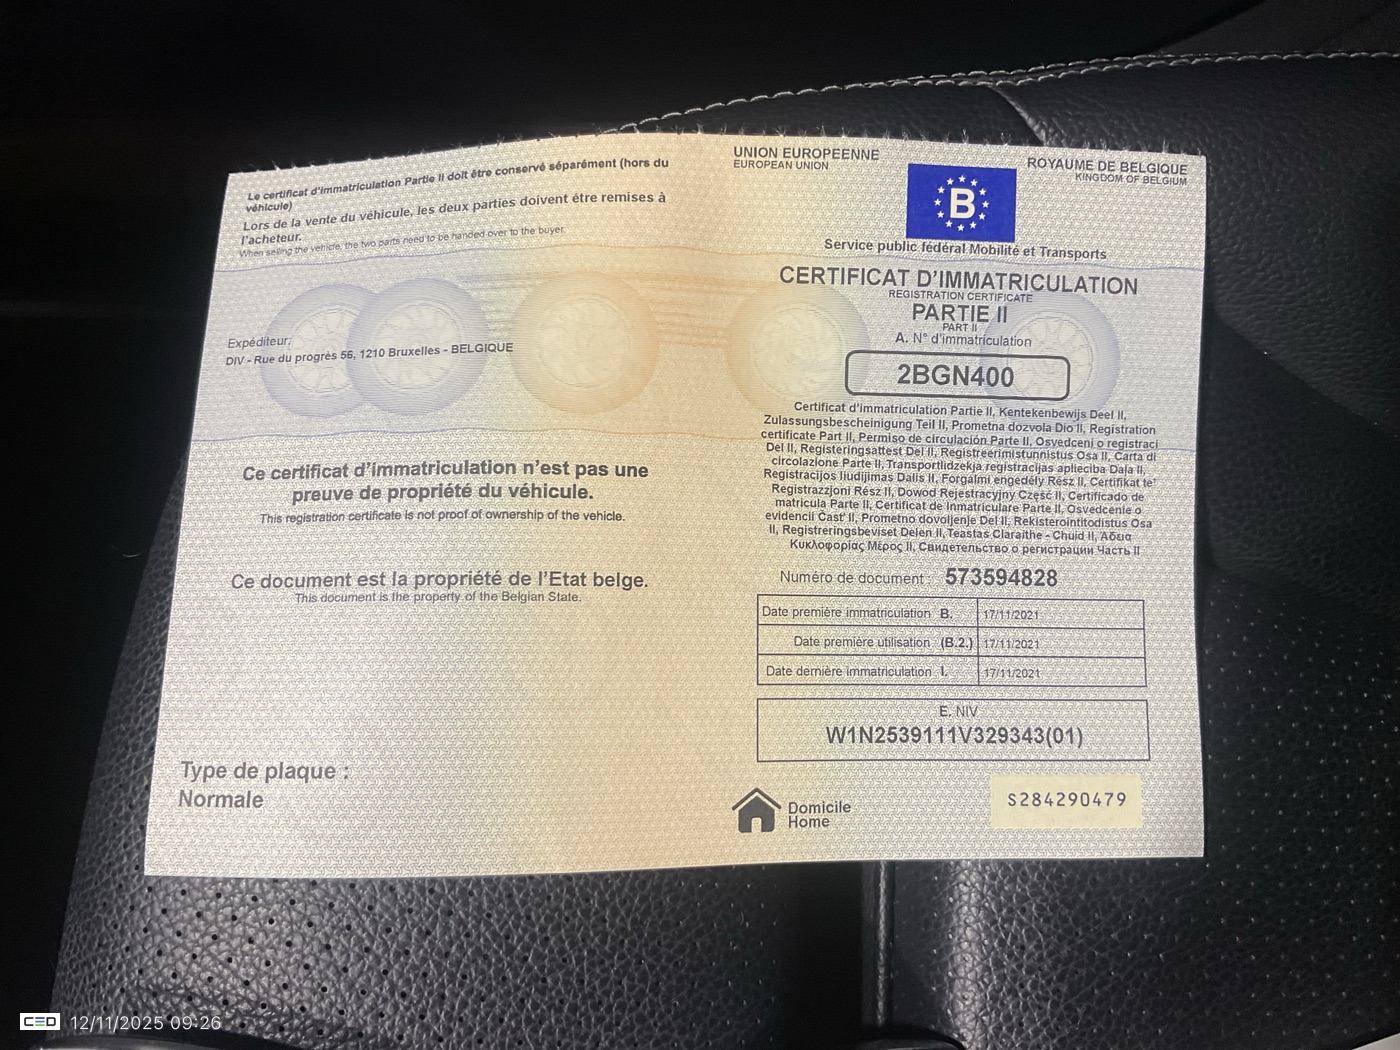 Le certificat d'immatriculation Partie II doit être conservé séparément (hors du
véhicule)
Lors de la vente du véhicule, les deux parties doivent être remises à
l'acheteur.
When selling the vehicle, the two parts need to be handed over to the buyer.
Expéditeur:
DIV - Rue du progrès 56, 1210 Bruxelles - BELGIQUE
Ce certificat d'immatriculation n'est pas une
preuve de propriété du véhicule.
This registration certificate is not proof of ownership of the vehicle.
Ce document est la propriété de l'Etat belge.
This document is the property of the Belgian State.
Type de plaque :
Normale
UNION EUROPEENNE
EUROPEAN UNION
B
ROYAUME DE BELGIQUE
KINGDOM OF BELGIUM
Service public fédéral Mobilité et Transports
CERTIFICAT D'IMMATRICULATION
REGISTRATION CERTIFICATE
PARTIE II
PART II
A. N° d'immatriculation
2BGN400
Certificat d'immatriculation Partie II, Kentekenbewijs Deel II,
Zulassungsbescheinigung Teil II, Prometna dozvola Dio II, Registration
certificate Part II, Permiso de circulación Parte II, Osvedceni o registraci
Del II, Registeringsattest Del II, Registreerimistunnistus Osa II, Carta di
circolazione Parte II, Transportlidzekja registracijas aplieciba Daļa II,
Registracijos liudijimas Dalis II, Forgalmi engedély Rész II, Certifikat te'
Registrazzjoni Rész II, Dowod Rejestracyjny Część II, Certificado de
matricula Parte II, Certificat de Inmatriculare Parte II, Osvedcenie o
evidencii Časť II, Prometno dovoljenje Del II, Rekisterointitodistus Osa
II, Registreringsbeviset Delen II, Teastas Claraithe - Chuid II, Άδεια
Κυκλοφορίας Μέρος II, Свидетельство о регистрации Часть II
Numéro de document : 573594828
Date première immatriculation B. 17/11/2021
Date première utilisation (B.2.) 17/11/2021
Date dernière immatriculation I. 17/11/2021
E. NIV
W1N2539111V329343(01)
Domicile
Home
S284290479
CED 12/11/2025 09:26